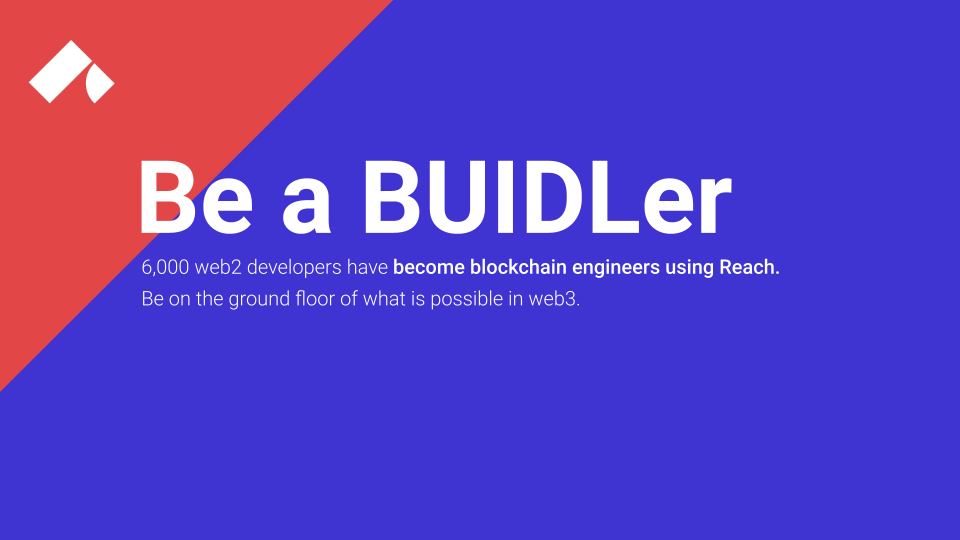 Be a BUIDLer
6,000 web2 developers have become blockchain engineers using Reach.
Be on the ground floor of what is possible in web3.